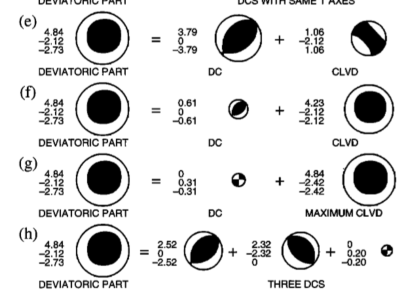 DEVIATORIC PART DCS WITH SAME T AXES
(e)
4.84 3.79 1.06
-2.12 = 0 + -2.12
-2.73 -3.79 1.06
DEVIATORIC PART DC CLVD
(f)
4.84 0.61 4.23
-2.12 = 0 + -2.12
-2.73 -0.61 -2.12
DEVIATORIC PART DC CLVD
(g)
4.84 0 4.84
-2.12 = 0.31 + -2.42
-2.73 -0.31 -2.42
DEVIATORIC PART DC MAXIMUM CLVD
(h)
4.84 2.52 2.32 0
-2.12 = 0 + -2.32 + 0.20
-2.73 -2.52 0 -0.20
DEVIATORIC PART THREE DCS